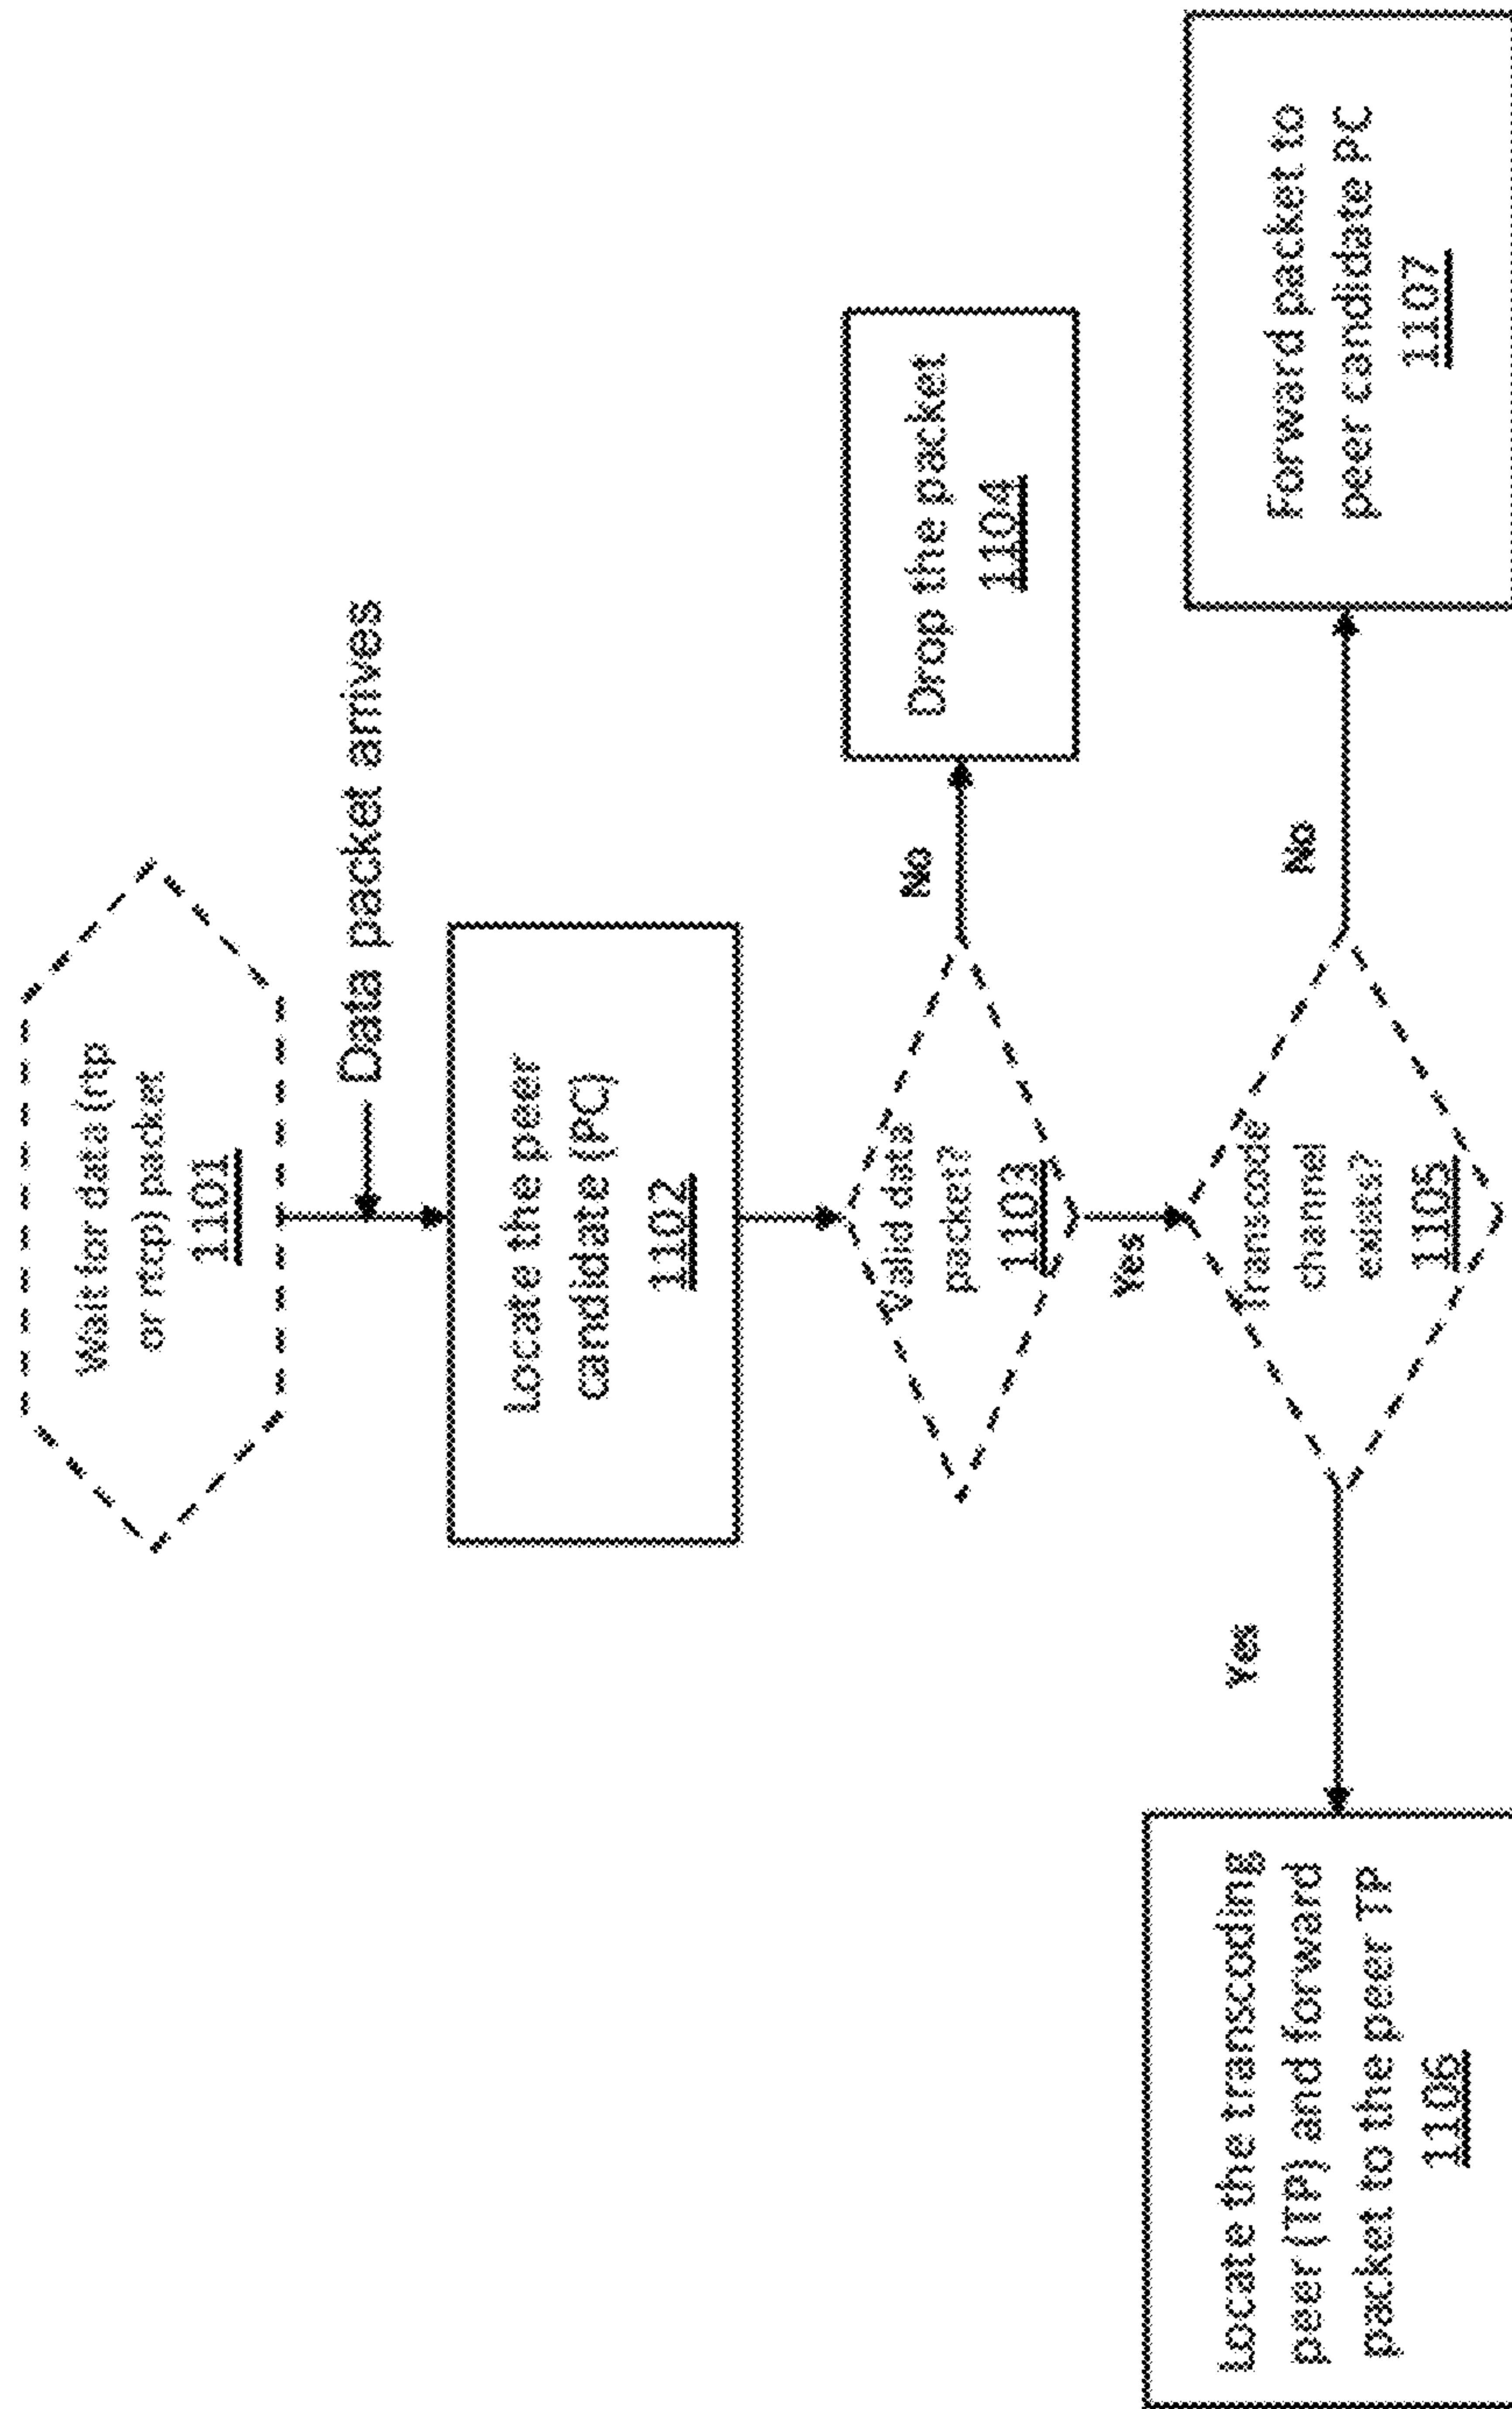 Wait for data (rtp
or rtcp) packet
1101
Data packet arrives
Locate the peer
candidate (PC)
1102
Valid data
packet?
1103
No
Drop the packet
1104
Yes
Transcode
channel
exists?
1105
Yes
No
Locate the transcoding
peer (TP) and forward
packet to the peer TP
1106
Forward packet to
peer candidate PC
1107